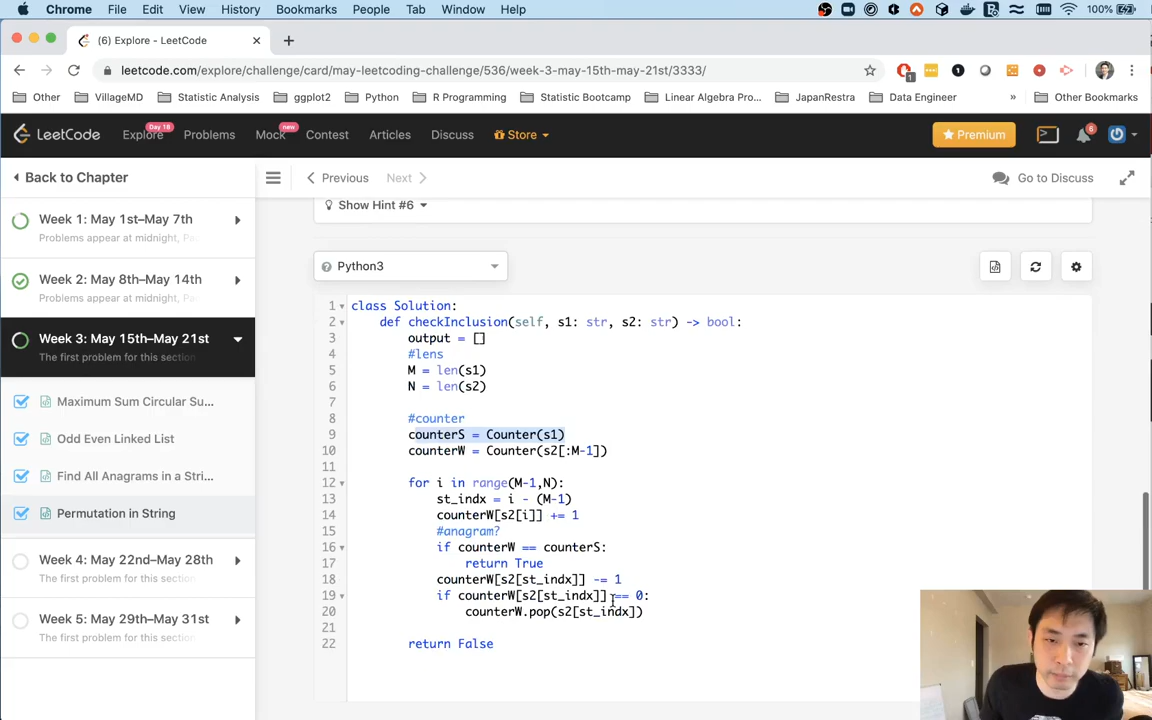 Chrome File Edit View History Bookmarks People Tab Window Help 100%
(6) Explore - LeetCode
leetcode.com/explore/challenge/card/may-leetcoding-challenge/536/week-3-may-15th-may-21st/3333/
Other VillageMD Statistic Analysis ggplot2 Python R Programming Statistic Bootcamp Linear Algebra Pro... JapanRestra Data Engineer » Other Bookmarks
LeetCode Explore Day 18 Problems Mock new Contest Articles Discuss Store Premium 6
Back to Chapter
Previous Next Go to Discuss
Week 1: May 1st–May 7th
Problems appear at midnight,
Week 2: May 8th–May 14th
Problems appear at midnight,
Week 3: May 15th–May 21st
The first problem for this section
Maximum Sum Circular Su...
Odd Even Linked List
Find All Anagrams in a Stri...
Permutation in String
Week 4: May 22nd–May 28th
The first problem for this section
Week 5: May 29th–May 31st
The first problem for this section
Show Hint #6
Python3
1 class Solution:
2 def checkInclusion(self, s1: str, s2: str) -> bool:
3 output = []
4 #lens
5 M = len(s1)
6 N = len(s2)
7
8 #counter
9 counterS = Counter(s1)
10 counterW = Counter(s2[:M-1])
11
12 for i in range(M-1,N):
13 st_indx = i - (M-1)
14 counterW[s2[i]] += 1
15 #anagram?
16 if counterW == counterS:
17 return True
18 counterW[s2[st_indx]] -= 1
19 if counterW[s2[st_indx]] == 0:
20 counterW.pop(s2[st_indx])
21
22 return False